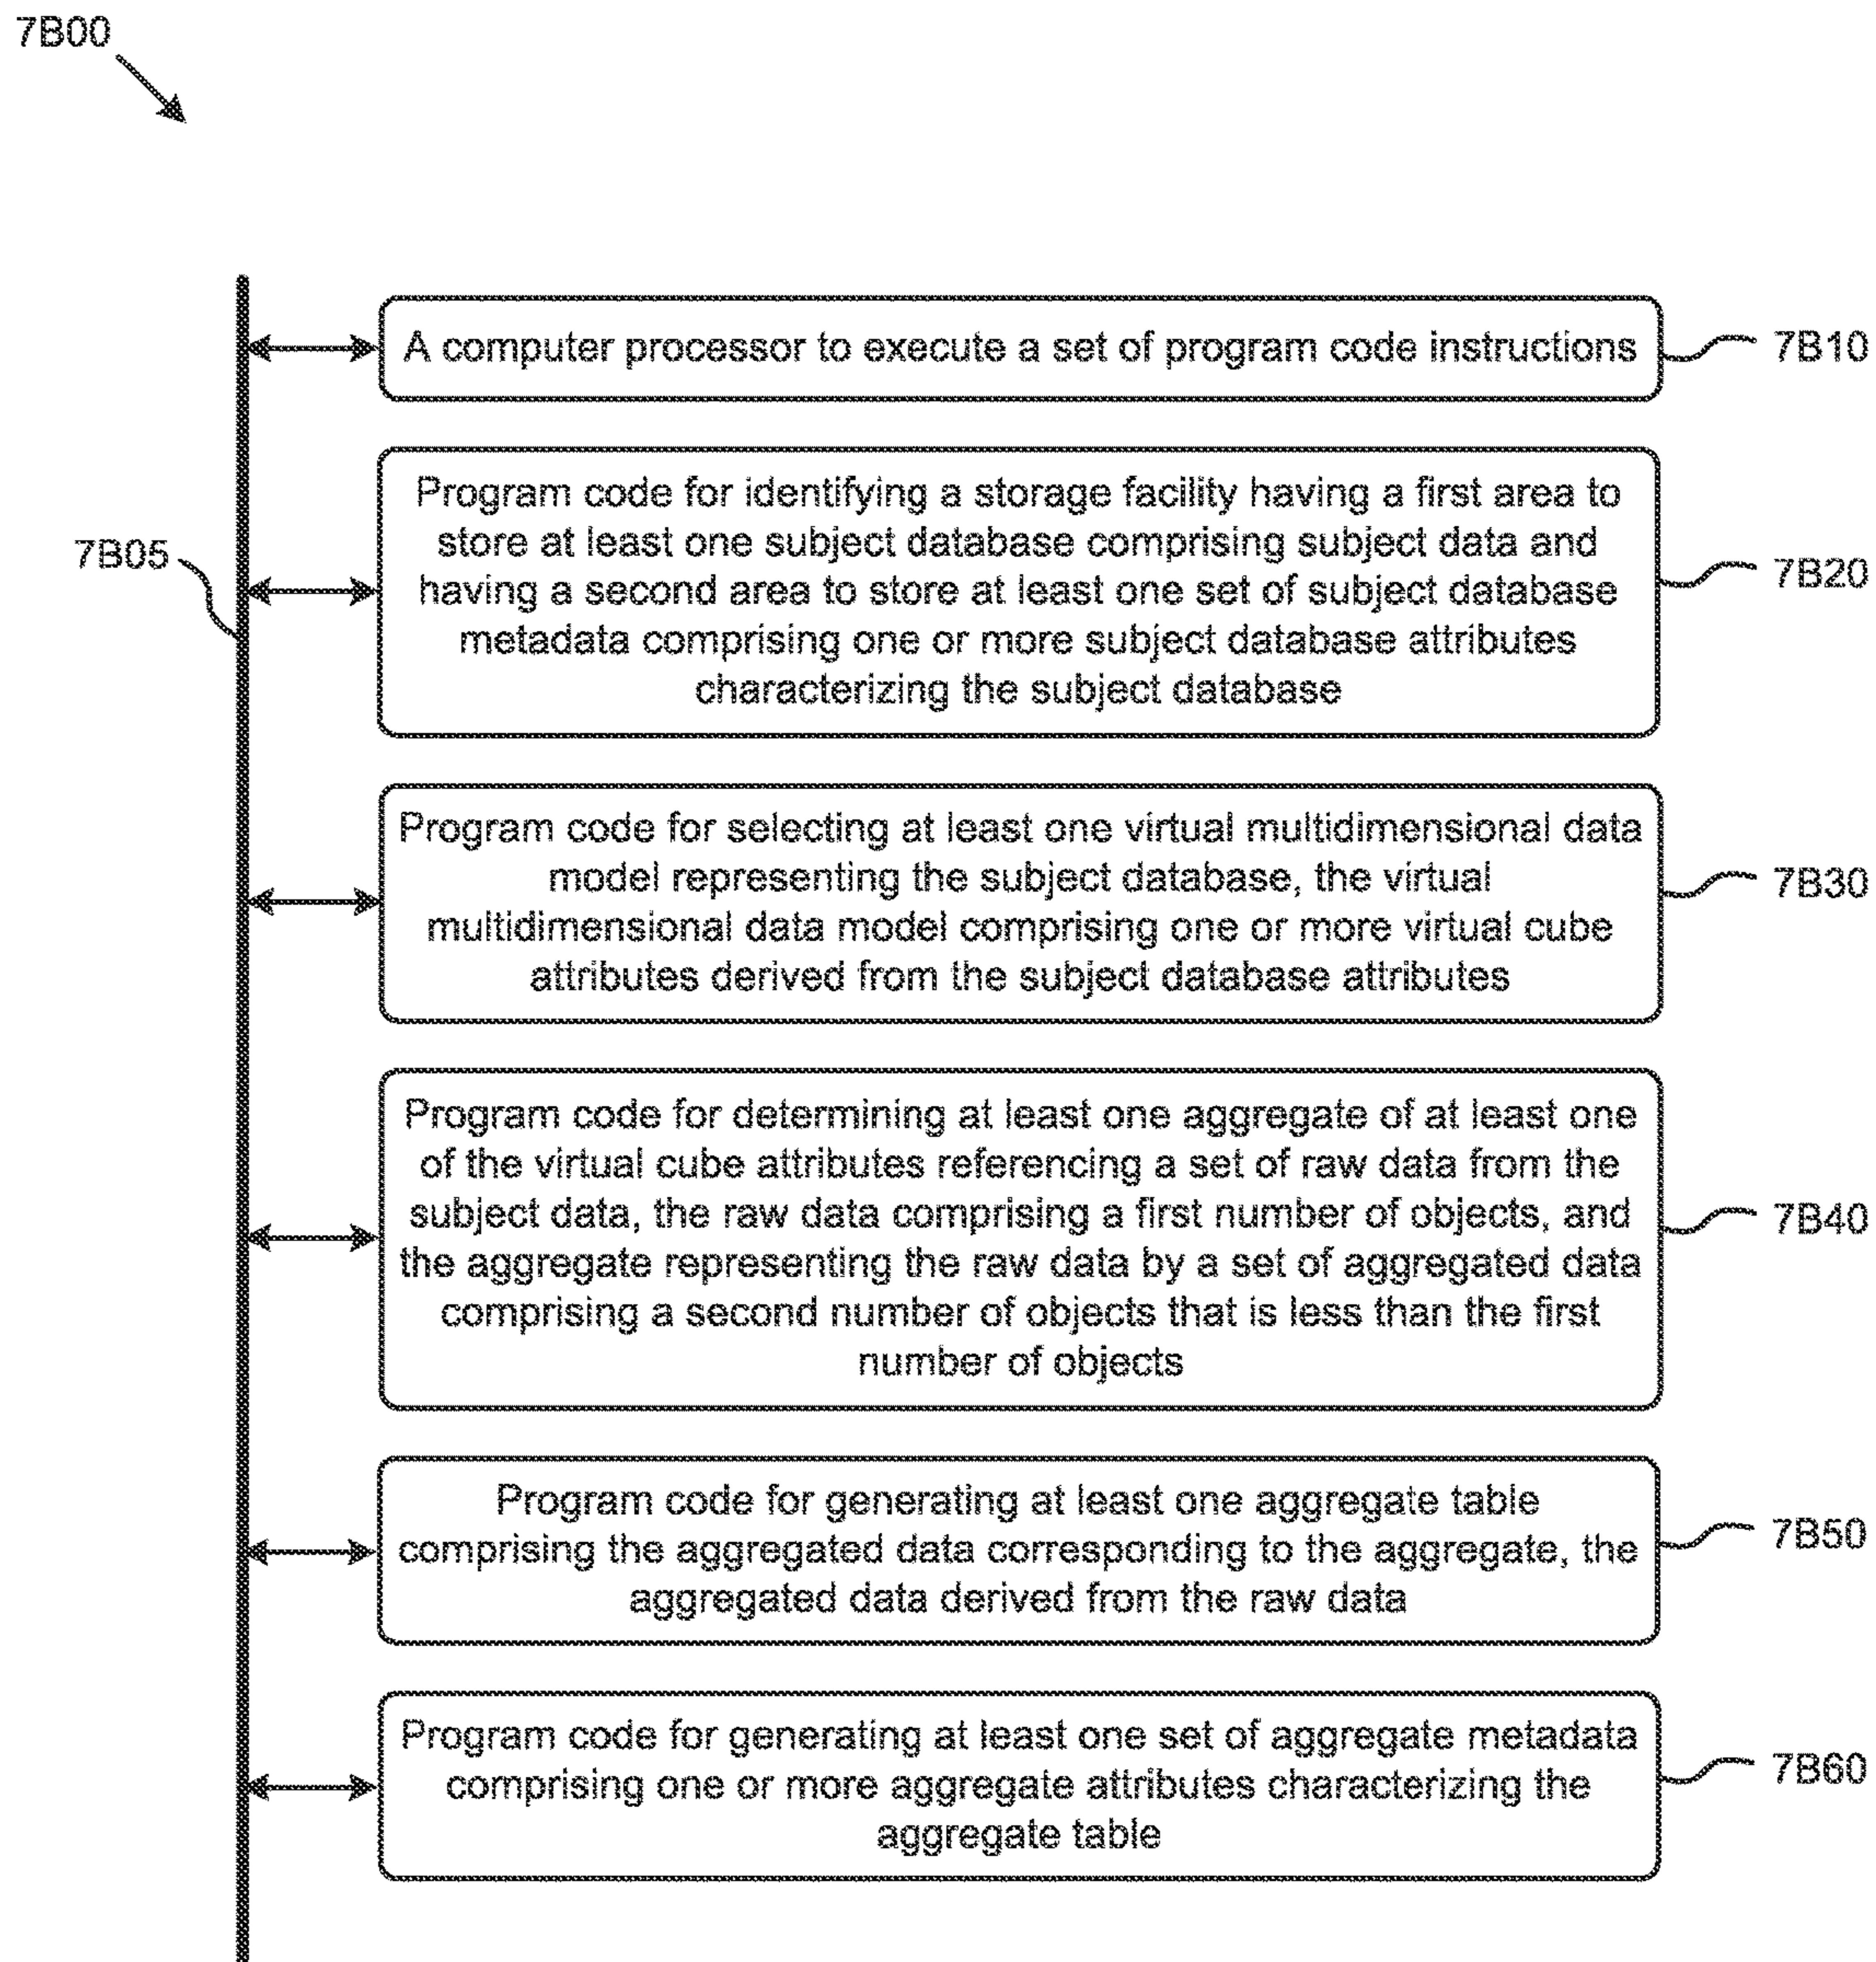 7B00
A computer processor to execute a set of program code instructions
7B10
Program code for identifying a storage facility having a first area to
store at least one subject database comprising subject data and
having a second area to store at least one set of subject database
metadata comprising one or more subject database attributes
characterizing the subject database
7B20
7B05
Program code for selecting at least one virtual multidimensional data
model representing the subject database, the virtual
multidimensional data model comprising one or more virtual cube
attributes derived from the subject database attributes
7B30
Program code for determining at least one aggregate of at least one
of the virtual cube attributes referencing a set of raw data from the
subject data, the raw data comprising a first number of objects, and
the aggregate representing the raw data by a set of aggregated data
comprising a second number of objects that is less than the first
number of objects
7B40
Program code for generating at least one aggregate table
comprising the aggregated data corresponding to the aggregate, the
aggregated data derived from the raw data
7B50
Program code for generating at least one set of aggregate metadata
comprising one or more aggregate attributes characterizing the
aggregate table
7B60